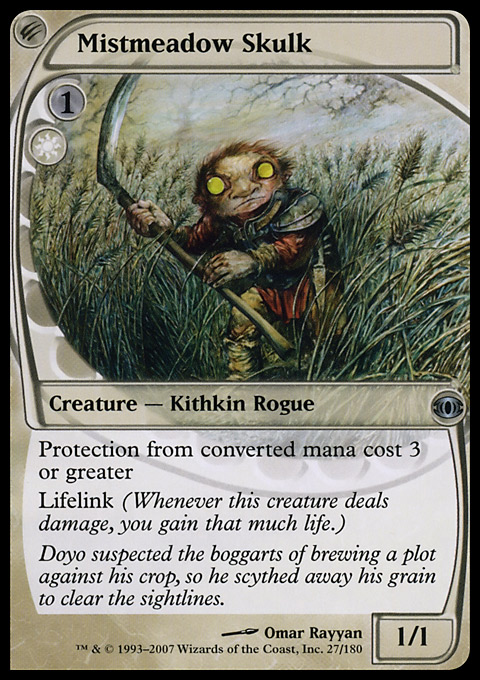 Mistmeadow Skulk
1
Creature — Kithkin Rogue
Protection from converted mana cost 3
or greater
Lifelink (Whenever this creature deals
damage, you gain that much life.)
Doyo suspected the boggarts of brewing a plot
against his crop, so he scythed away his grain
to clear the sightlines.
Omar Rayyan
1/1
™ & © 1993–2007 Wizards of the Coast, Inc. 27/180